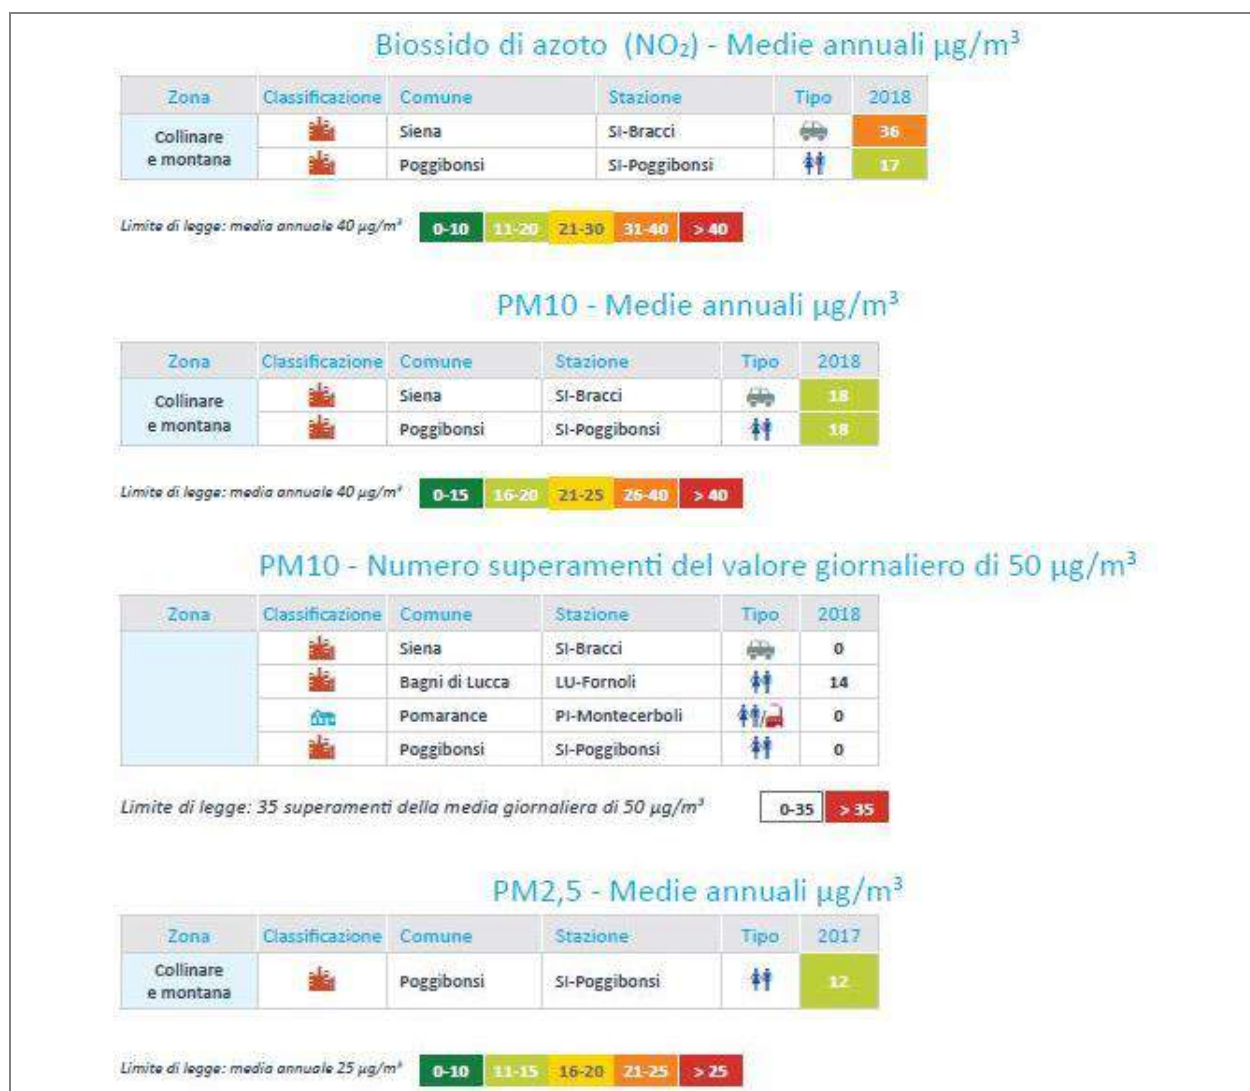 Biossido di azoto (NO₂) - Medie annuali µg/m³
Zona Classificazione Comune Stazione Tipo 2018
Collinare e montana Siena SI-Bracci 36
Poggibonsi SI-Poggibonsi 17
Limite di legge: media annuale 40 µg/m³ 0-10 11-20 21-30 31-40 > 40
PM10 - Medie annuali µg/m³
Zona Classificazione Comune Stazione Tipo 2018
Collinare e montana Siena SI-Bracci 18
Poggibonsi SI-Poggibonsi 18
Limite di legge: media annuale 40 µg/m³ 0-15 16-20 21-25 26-40 > 40
PM10 - Numero superamenti del valore giornaliero di 50 µg/m³
Zona Classificazione Comune Stazione Tipo 2018
Siena SI-Bracci 0
Bagni di Lucca LU-Fornoli 14
Pomarance PI-Montecerboli / 0
Poggibonsi SI-Poggibonsi 0
Limite di legge: 35 superamenti della media giornaliera di 50 µg/m³ 0-35 > 35
PM2,5 - Medie annuali µg/m³
Zona Classificazione Comune Stazione Tipo 2017
Collinare e montana Poggibonsi SI-Poggibonsi 12
Limite di legge: media annuale 25 µg/m³ 0-10 11-15 16-20 21-25 > 25